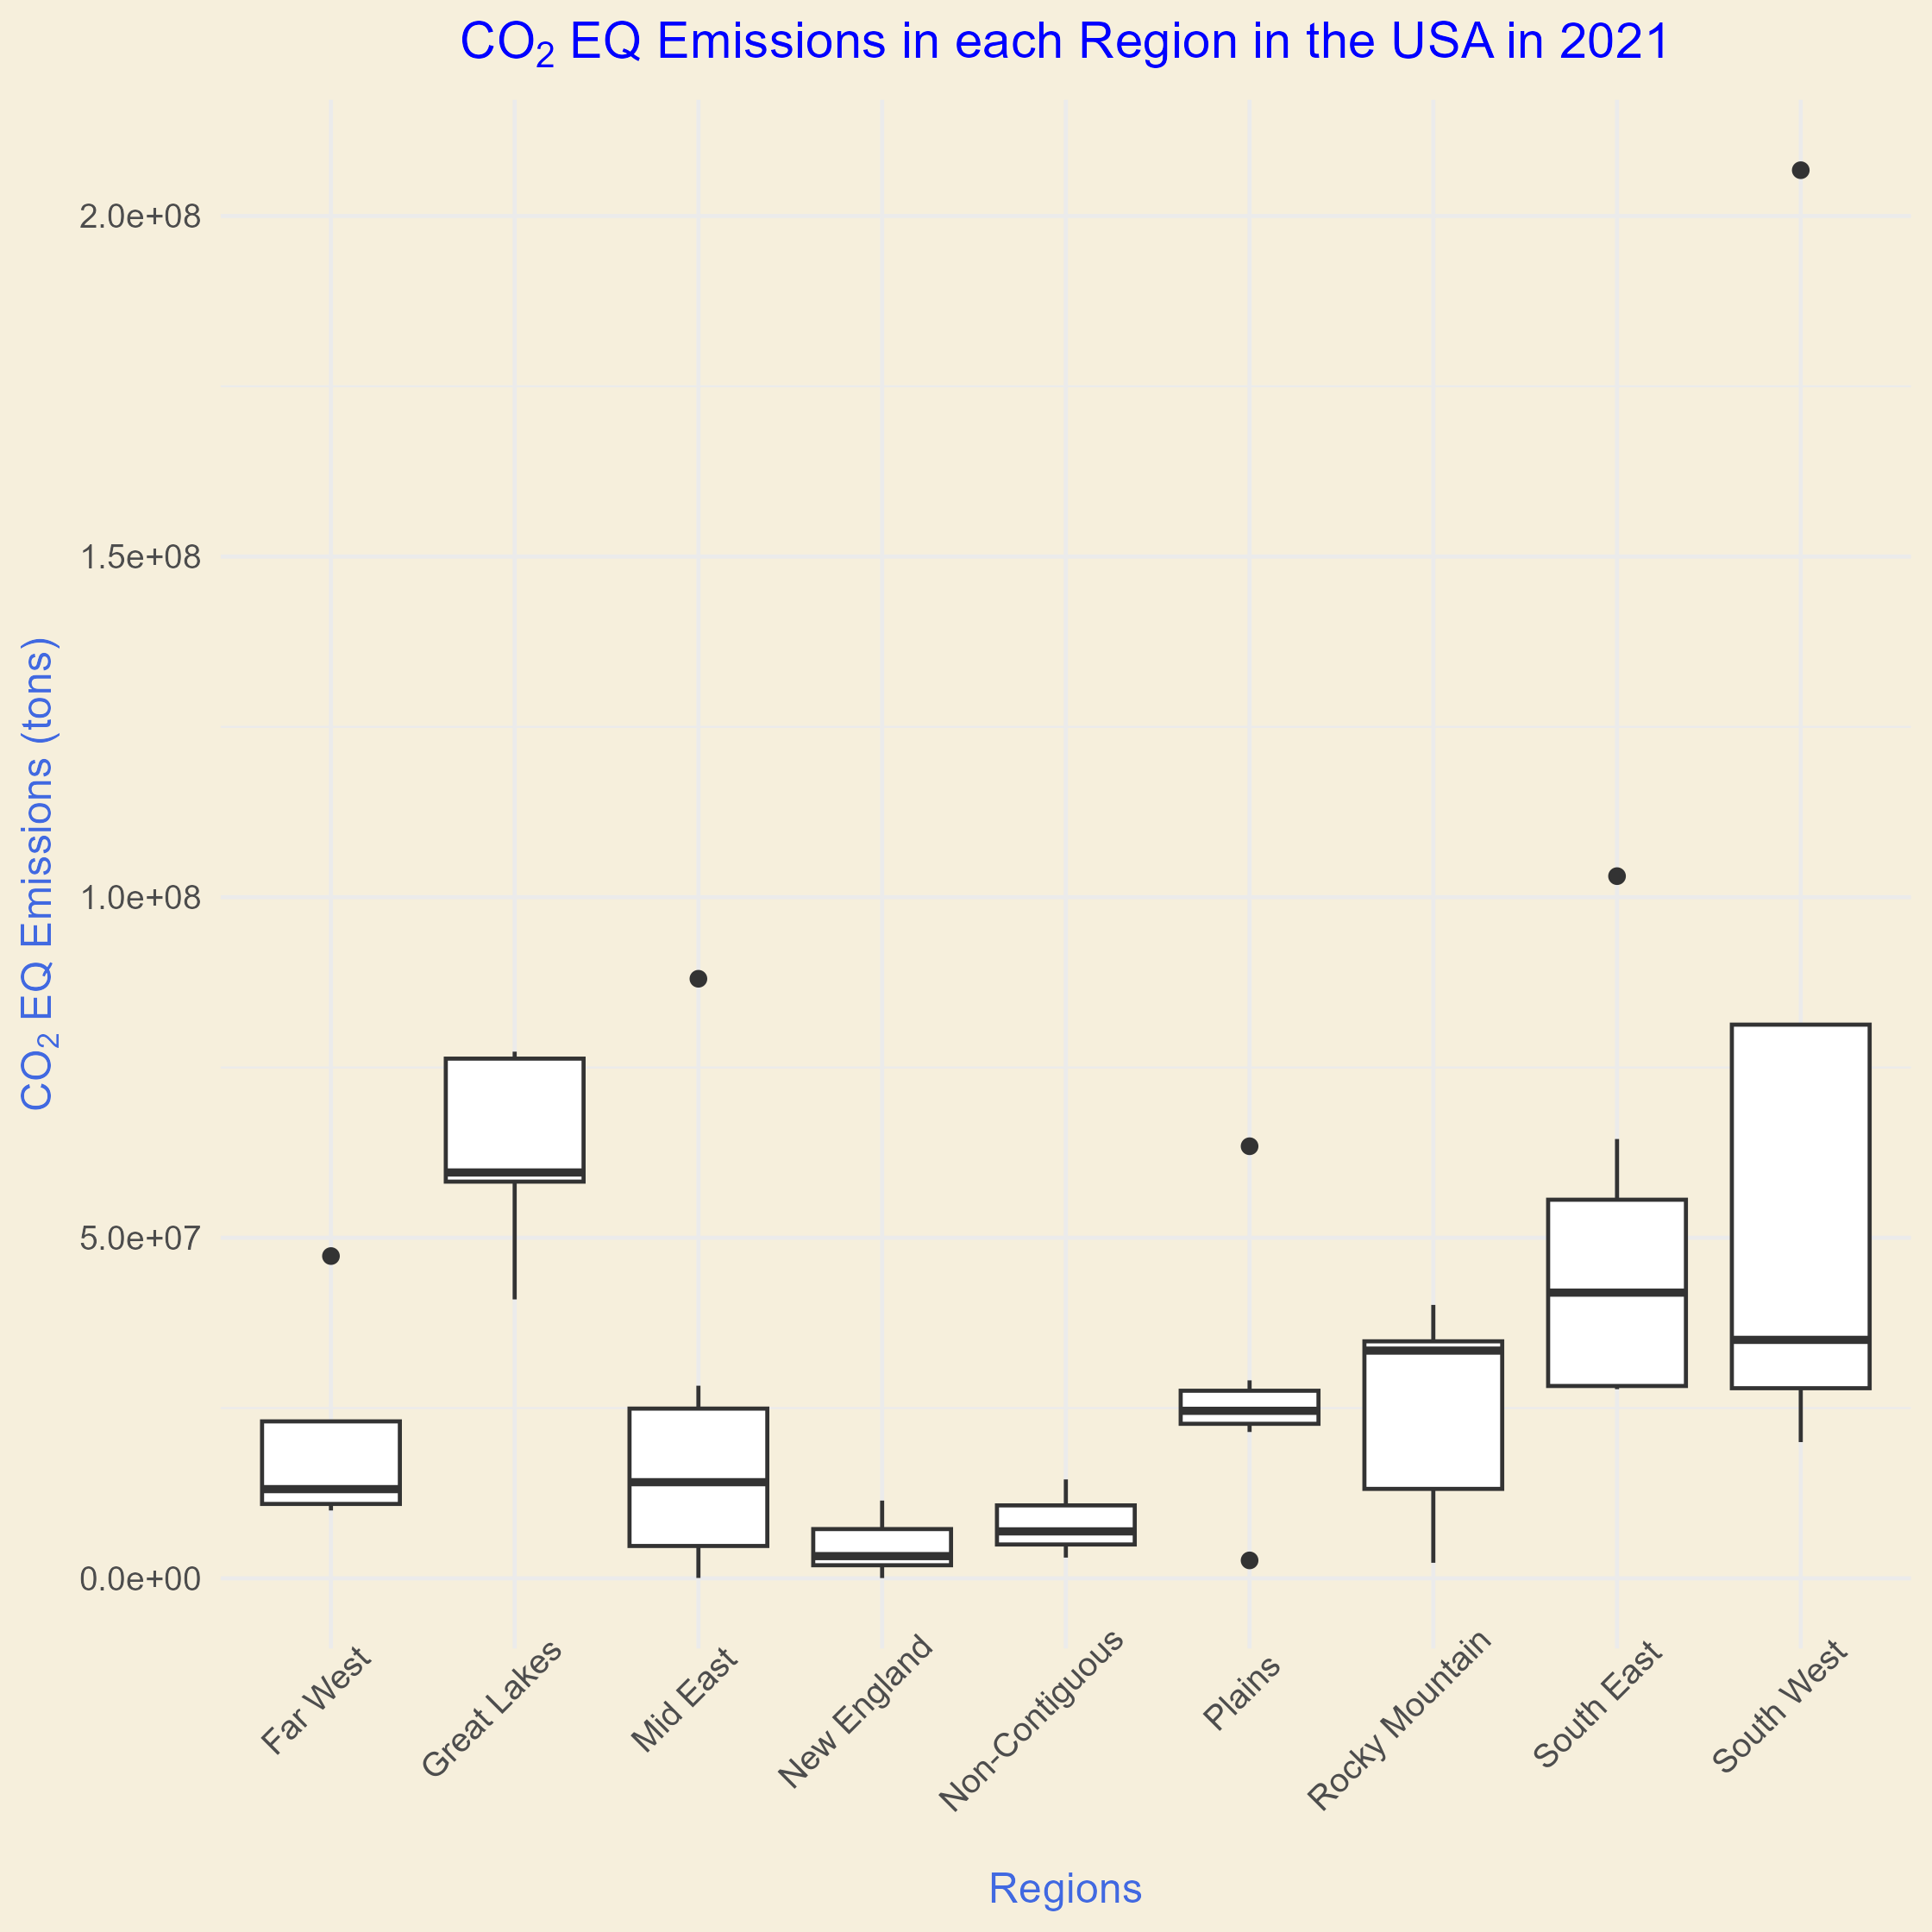 CO₂ EQ Emissions in each Region in the USA in 2021
CO₂ EQ Emissions (tons)
2.0e+08
1.5e+08
1.0e+08
5.0e+07
0.0e+00
Far West
Great Lakes
Mid East
New England
Non-Contiguous
Plains
Rocky Mountain
South East
South West
Regions